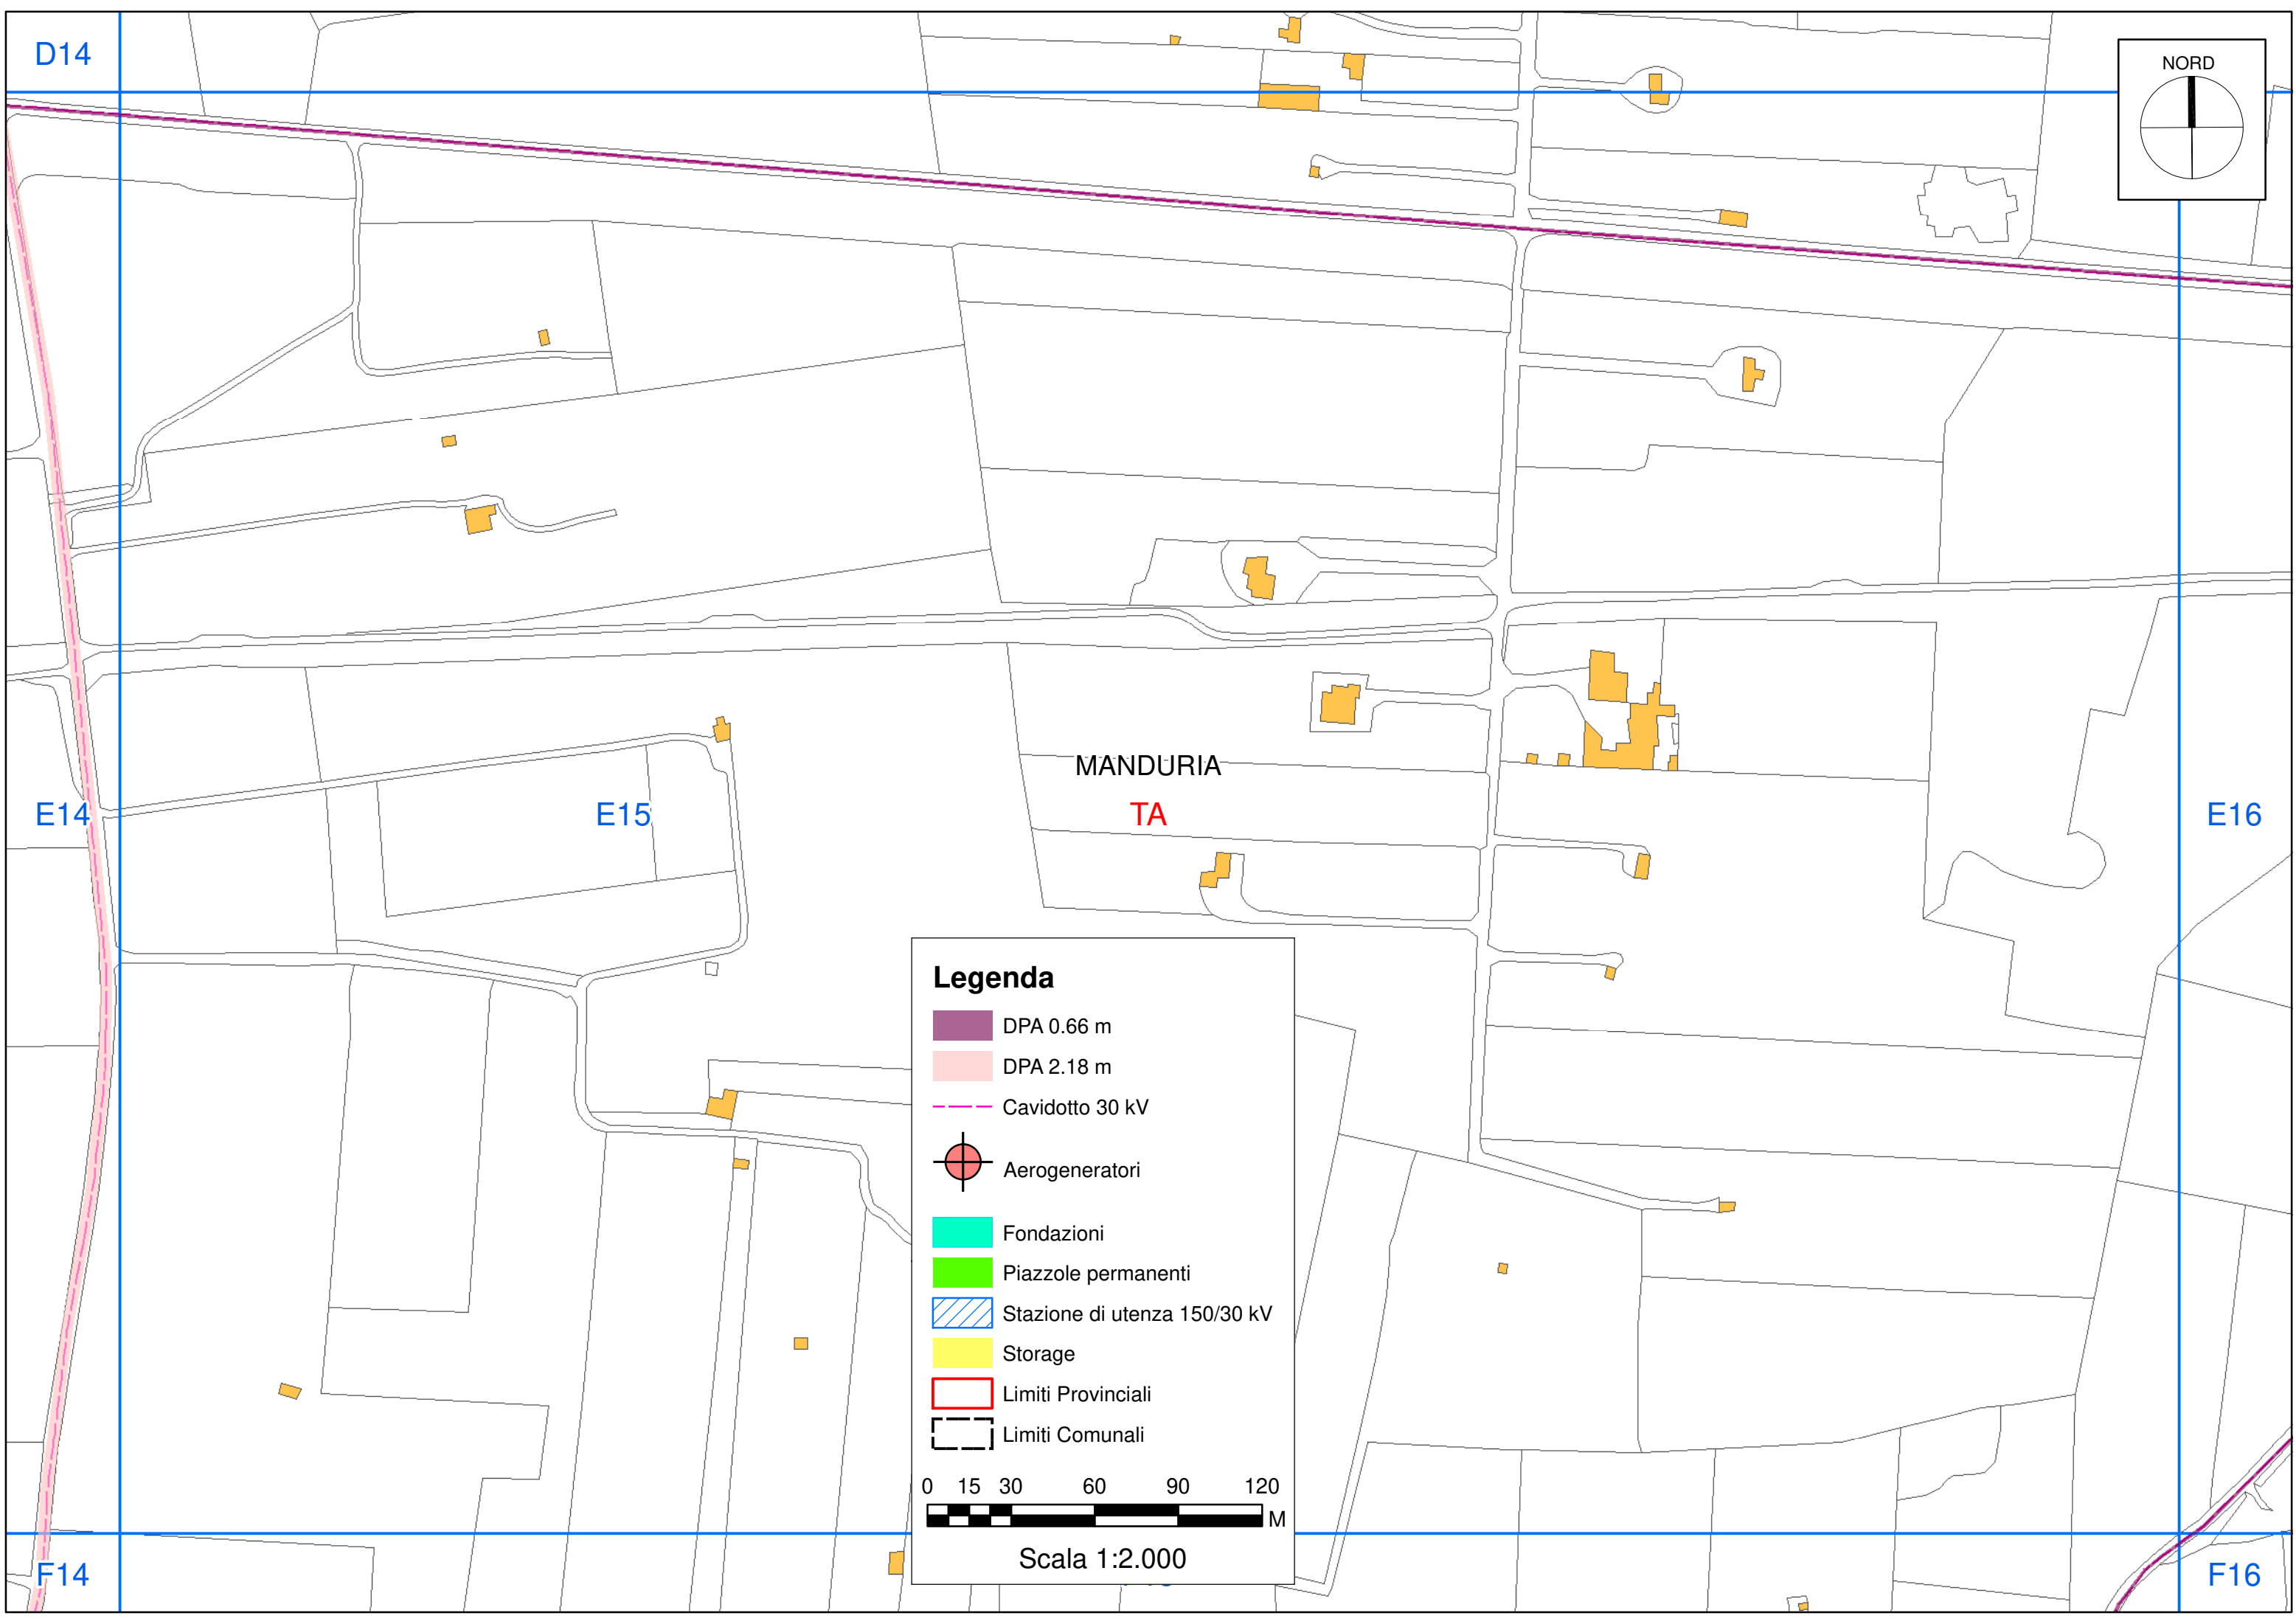 D14
NORD
MANDURIA
TA
E14
E15
E16
Legenda
DPA 0.66 m
DPA 2.18 m
Cavidotto 30 kV
Aerogeneratori
Fondazioni
Piazzole permanenti
Stazione di utenza 150/30 kV
Storage
Limiti Provinciali
Limiti Comunali
0 15 30 60 90 120
M
Scala 1:2.000
F14
F16